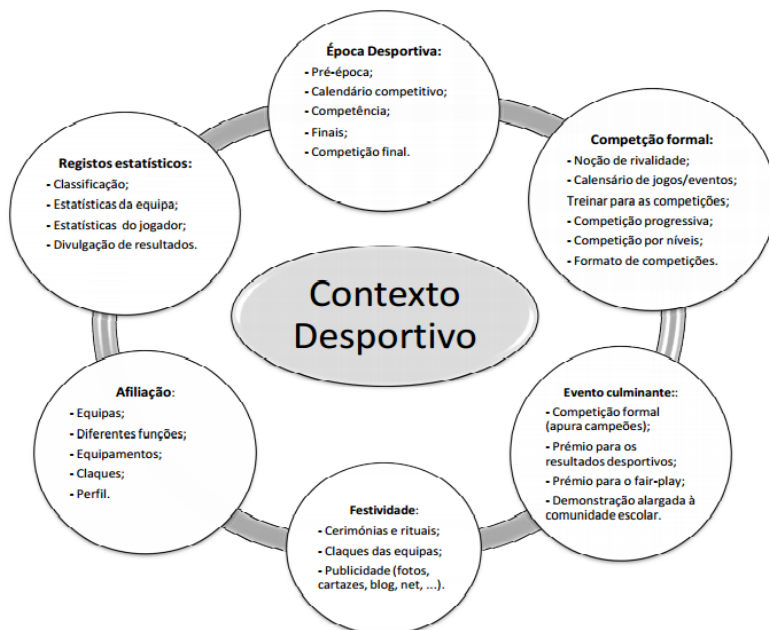 Época Desportiva:
- Pré-época;
- Calendário competitivo;
- Competência;
- Finais;
- Competição final.
Competção formal:
- Noção de rivalidade;
- Calensário de jogos/eventos;
Treinar para as competições;
- Competição progressiva;
- Competição por níveis;
- Formato de competições.
Registos estatísticos:
- Classificação;
- Estatísticas da equipa;
- Estatísticas do jogador;
- Divulgação de resultados.
Contexto
Desportivo
Afiliação:
- Equipas;
- Diferentes funções;
- Equipamentos;
- Claques;
- Perfil.
Evento culminante::
- Competição formal
(apura campeões);
- Prémio para os
resultados desportivos;
- Prémio para o fair-play;
- Demonstração alargada à
comunidade escolar.
Festividade:
- Cerimónias e rituais;
- Claques das equipas;
- Publicidade (fotos,
cartazes, blog, net, ...).